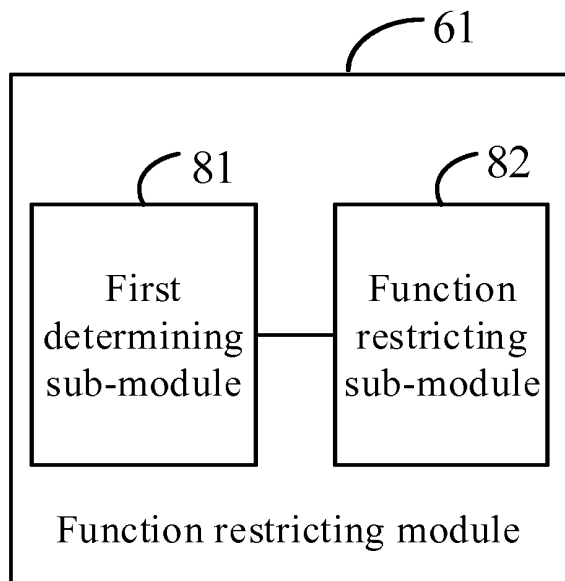 61
81
82
First
determining
sub-module
Function
restricting
sub-module
Function restricting module